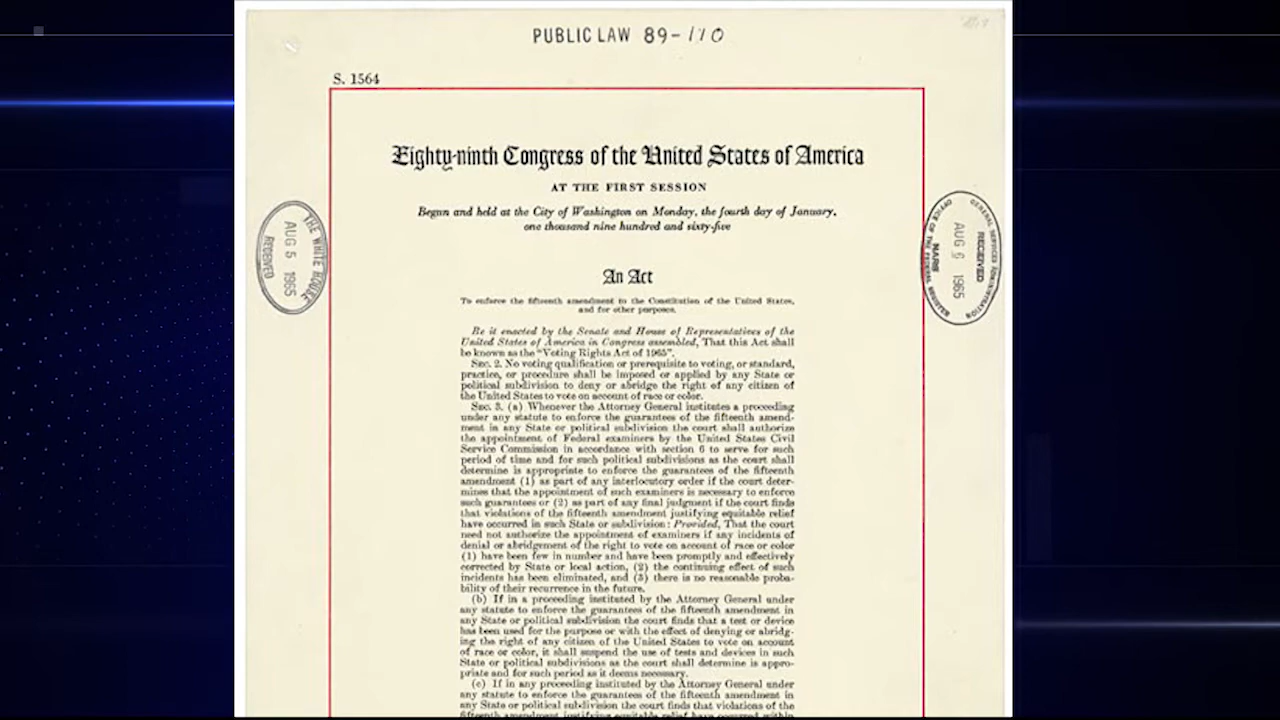 PUBLIC LAW 89-110
S. 1564
Eighty-ninth Congress of the United States of America
AT THE FIRST SESSION
Begun and held at the City of Washington on Monday, the fourth day of January,
one thousand nine hundred and sixty-five
THE WHITE HOUSE
AUG 5 1965
RECEIVED
GENERAL SERVICES ADMINISTRATION
RECEIVED
AUG 6 1965
NARS
OFFICE OF THE FEDERAL REGISTER
An Act
To enforce the fifteenth amendment to the Constitution of the United States,
and for other purposes.
Be it enacted by the Senate and House of Representatives of the
United States of America in Congress assembled, That this Act shall
be known as the "Voting Rights Act of 1965".
SEC. 2. No voting qualification or prerequisite to voting, or standard,
practice, or procedure shall be imposed or applied by any State or
political subdivision to deny or abridge the right of any citizen of
the United States to vote on account of race or color.
SEC. 3. (a) Whenever the Attorney General institutes a proceeding
under any statute to enforce the guarantees of the fifteenth amend-
ment in any State or political subdivision the court shall authorize
the appointment of Federal examiners by the United States Civil
Service Commission in accordance with section 6 to serve for such
period of time and for such political subdivisions as the court shall
determine is appropriate to enforce the guarantees of the fifteenth
amendment (1) as part of any interlocutory order if the court deter-
mines that the appointment of such examiners is necessary to enforce
such guarantees or (2) as part of any final judgment if the court finds
that violations of the fifteenth amendment justifying equitable relief
have occurred in such State or subdivision: Provided, That the court
need not authorize the appointment of examiners if any incidents of
denial or abridgement of the right to vote on account of race or color
(1) have been few in number and have been promptly and effectively
corrected by State or local action, (2) the continuing effect of such
incidents has been eliminated, and (3) there is no reasonable proba-
bility of their recurrence in the future.
(b) If in a proceeding instituted by the Attorney General under
any statute to enforce the guarantees of the fifteenth amendment in
any State or political subdivision the court finds that a test or device
has been used for the purpose or with the effect of denying or abridg-
ing the right of any citizen of the United States to vote on account
of race or color, it shall suspend the use of tests and devices in such
State or political subdivisions as the court shall determine is appro-
priate and for such period as it deems necessary.
(c) If in any proceeding instituted by the Attorney General under
any statute to enforce the guarantees of the fifteenth amendment in
any State or political subdivision the court finds that violations of the
fifteenth amendment justifying equitable relief have occurred within